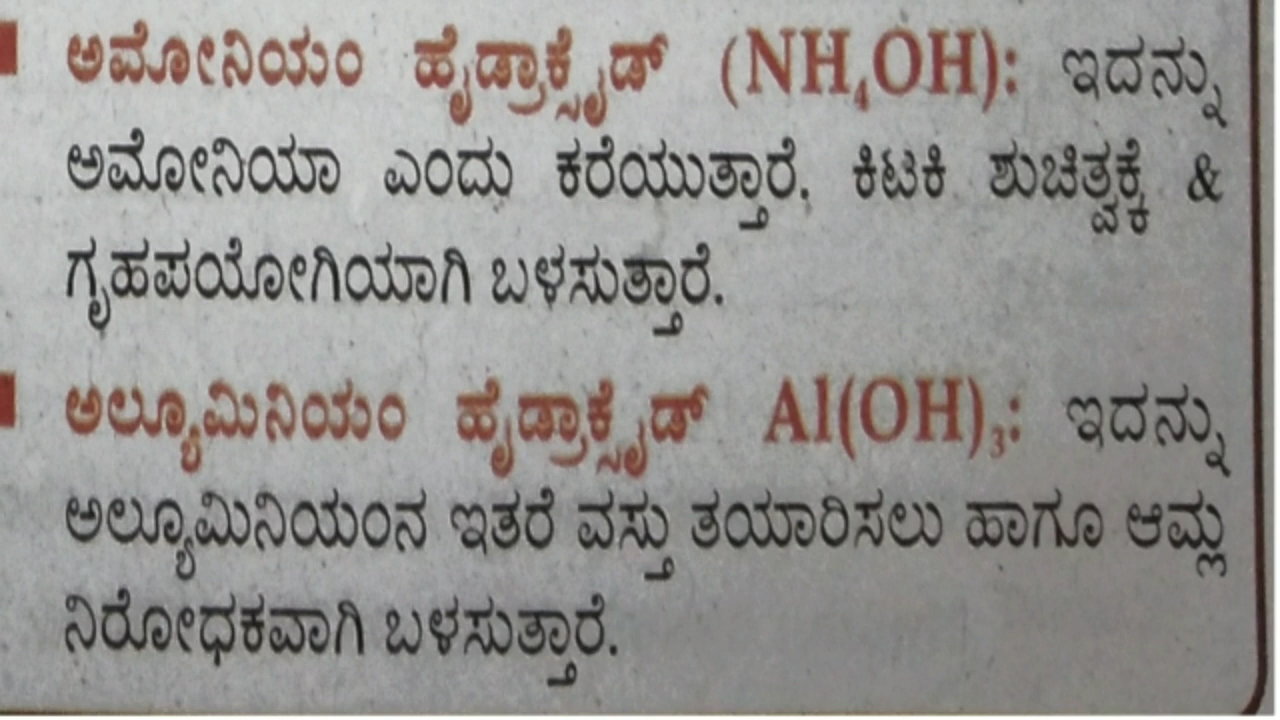 ಅಮೋನಿಯಂ ಹೈಡ್ರಾಕ್ಸೈಡ್ (NH₄OH): ಇದನ್ನು
ಅಮೋನಿಯಾ ಎಂದು ಕರೆಯುತ್ತಾರೆ. ಕಿಟಕಿ ಶುಚಿತ್ವಕ್ಕೆ &
ಗೃಹಪಯೋಗಿಯಾಗಿ ಬಳಸುತ್ತಾರೆ.
ಅಲ್ಯೂಮಿನಿಯಂ ಹೈಡ್ರಾಕ್ಸೈಡ್ Al(OH)₃: ಇದನ್ನು
ಅಲ್ಯೂಮಿನಿಯಂನ ಇತರೆ ವಸ್ತು ತಯಾರಿಸಲು ಹಾಗೂ ಆಮ್ಲ
ನಿರೋಧಕವಾಗಿ ಬಳಸುತ್ತಾರೆ.